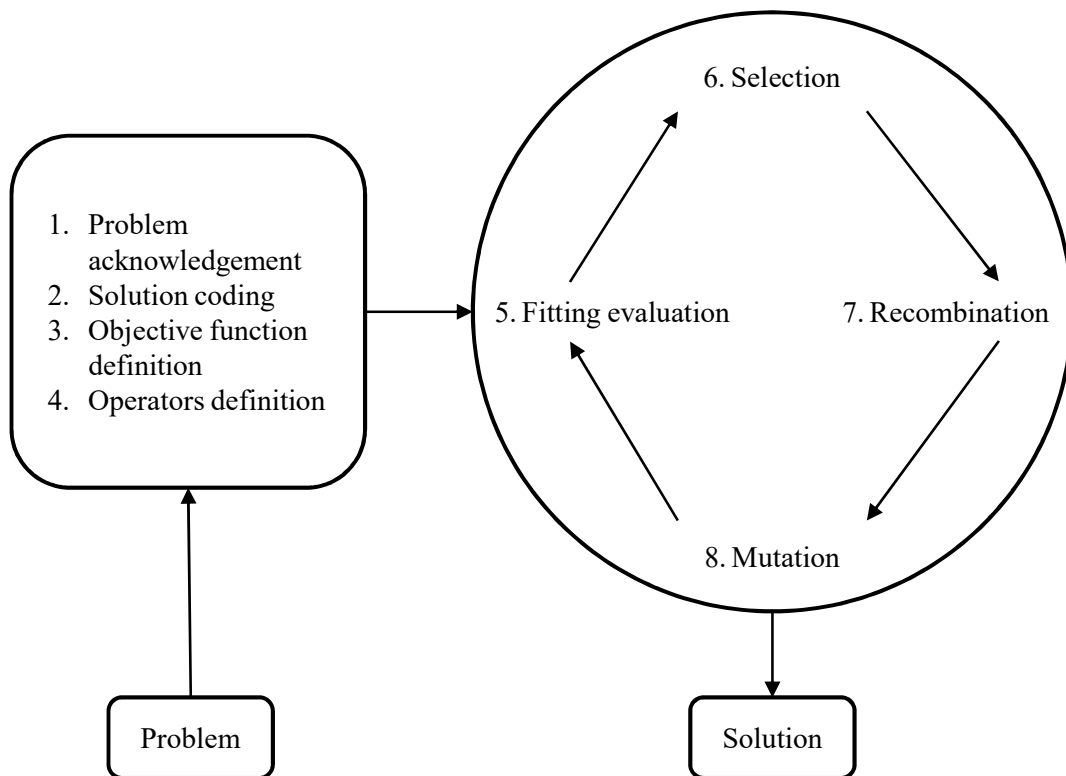 6. Selection
1. Problem
acknowledgement
2. Solution coding
3. Objective function
definition
4. Operators definition
5. Fitting evaluation
7. Recombination
8. Mutation
Problem
Solution